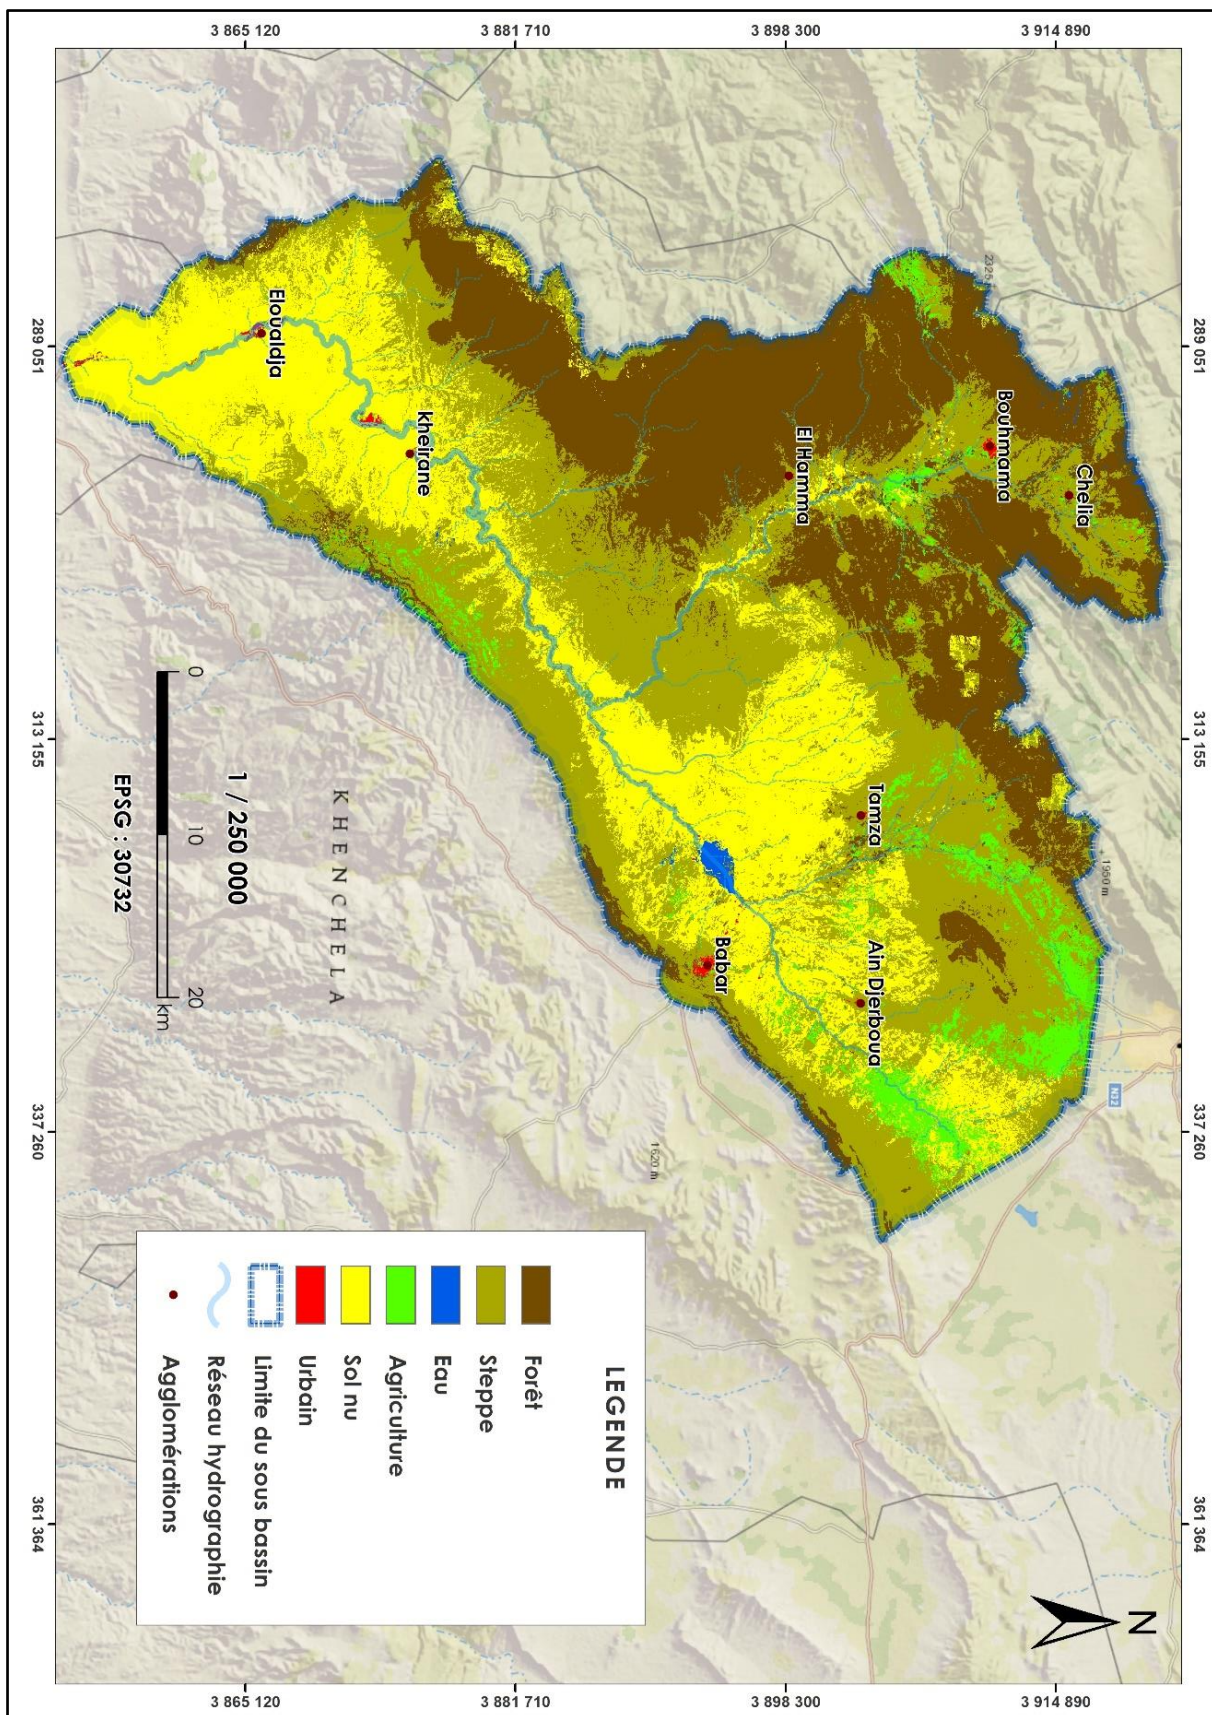 3 865 120
3 881 710
3 898 300
3 914 890
289 051
313 155
337 260
361 364
289 051
313 155
337 260
361 364
3 865 120
3 881 710
3 898 300
3 914 890
2325
Chelia
Bouhmama
El Hamma
Kheirane
Eloualdja
1950 m
Tamza
Ain Djerboua
Babar
N32
1620 m
KHENCHELA
0 10 20
km
1 / 250 000
EPSG : 30732
N
LEGENDE
Forêt
Steppe
Eau
Agriculture
Sol nu
Urbain
Limite du sous bassin
Réseau hydrographie
Agglomérations